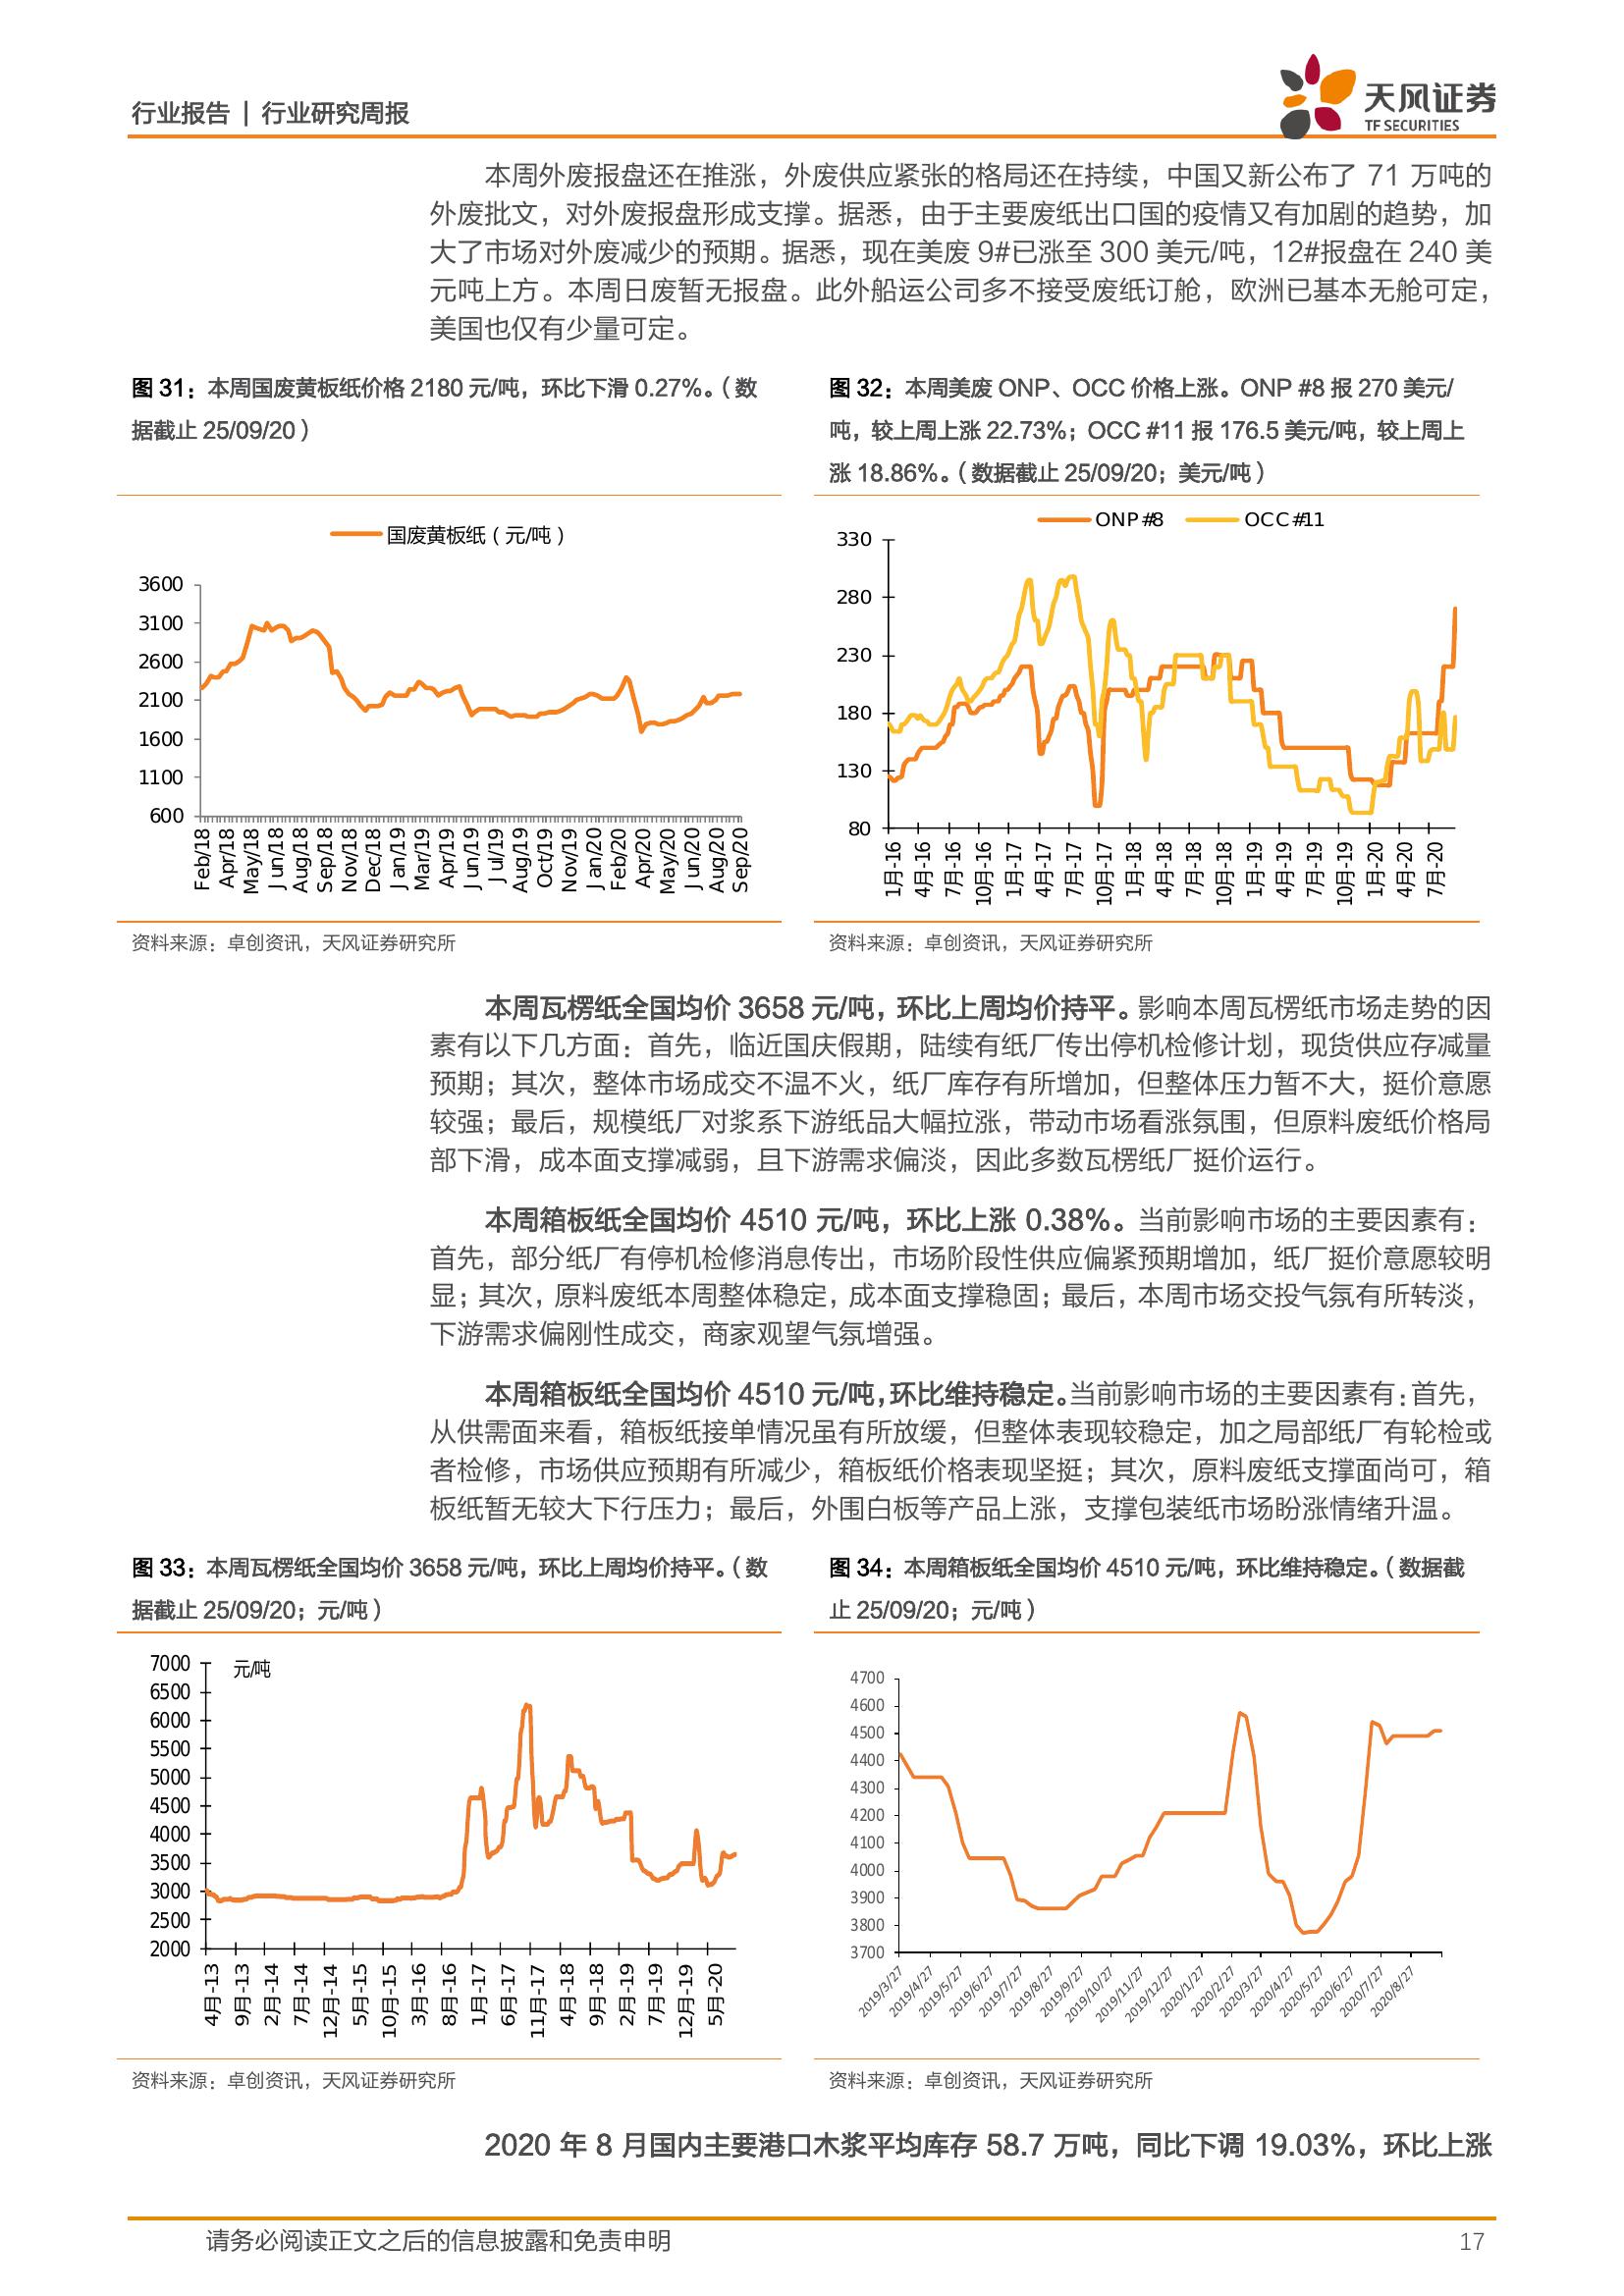 行业报告 | 行业研究周报
天风证券
TF SECURITIES
本周外废报盘还在推涨，外废供应紧张的格局还在持续，中国又新公布了 71 万吨的
外废批文，对外废报盘形成支撑。据悉，由于主要废纸出口国的疫情又有加剧的趋势，加
大了市场对外废减少的预期。据悉，现在美废 9#已涨至 300 美元/吨，12#报盘在 240 美
元吨上方。本周日废暂无报盘。此外船运公司多不接受废纸订舱，欧洲已基本无舱可定，
美国也仅有少量可定。
图 31：本周国废黄板纸价格 2180 元/吨，环比下滑 0.27%。（数
据截止 25/09/20）
图 32：本周美废 ONP、OCC 价格上涨。ONP #8 报 270 美元/
吨，较上周上涨 22.73%；OCC #11 报 176.5 美元/吨，较上周上
涨 18.86%。（数据截止 25/09/20；美元/吨）
国废黄板纸（元/吨）
3600
3100
2600
2100
1600
1100
600
Feb/18
Apr/18
May/18
Jun/18
Aug/18
Sep/18
Nov/18
Dec/18
Jan/19
Mar/19
Apr/19
Jun/19
Jul/19
Aug/19
Oct/19
Nov/19
Jan/20
Feb/20
Apr/20
May/20
Jun/20
Aug/20
Sep/20
ONP#8 OCC#11
330
280
230
180
130
80
1月-16
4月-16
7月-16
10月-16
1月-17
4月-17
7月-17
10月-17
1月-18
4月-18
7月-18
10月-18
1月-19
4月-19
7月-19
10月-19
1月-20
4月-20
7月-20
资料来源：卓创资讯，天风证券研究所
资料来源：卓创资讯，天风证券研究所
本周瓦楞纸全国均价 3658 元/吨，环比上周均价持平。影响本周瓦楞纸市场走势的因
素有以下几方面：首先，临近国庆假期，陆续有纸厂传出停机检修计划，现货供应存减量
预期；其次，整体市场成交不温不火，纸厂库存有所增加，但整体压力暂不大，挺价意愿
较强；最后，规模纸厂对浆系下游纸品大幅拉涨，带动市场看涨氛围，但原料废纸价格局
部下滑，成本面支撑减弱，且下游需求偏淡，因此多数瓦楞纸厂挺价运行。
本周箱板纸全国均价 4510 元/吨，环比上涨 0.38%。当前影响市场的主要因素有：
首先，部分纸厂有停机检修消息传出，市场阶段性供应偏紧预期增加，纸厂挺价意愿较明
显；其次，原料废纸本周整体稳定，成本面支撑稳固；最后，本周市场交投气氛有所转淡，
下游需求偏刚性成交，商家观望气氛增强。
本周箱板纸全国均价 4510 元/吨，环比维持稳定。当前影响市场的主要因素有：首先，
从供需面来看，箱板纸接单情况虽有所放缓，但整体表现较稳定，加之局部纸厂有轮检或
者检修，市场供应预期有所减少，箱板纸价格表现坚挺；其次，原料废纸支撑面尚可，箱
板纸暂无较大下行压力；最后，外围白板等产品上涨，支撑包装纸市场盼涨情绪升温。
图 33：本周瓦楞纸全国均价 3658 元/吨，环比上周均价持平。（数
据截止 25/09/20；元/吨）
图 34：本周箱板纸全国均价 4510 元/吨，环比维持稳定。（数据截
止 25/09/20；元/吨）
元/吨
7000
6500
6000
5500
5000
4500
4000
3500
3000
2500
2000
4月-13
9月-13
2月-14
7月-14
12月-14
5月-15
10月-15
3月-16
8月-16
1月-17
6月-17
11月-17
4月-18
9月-18
2月-19
7月-19
12月-19
5月-20
4700
4600
4500
4400
4300
4200
4100
4000
3900
3800
3700
2019/3/27
2019/4/27
2019/5/27
2019/6/27
2019/7/27
2019/8/27
2019/9/27
2019/10/27
2019/11/27
2019/12/27
2020/1/27
2020/2/27
2020/3/27
2020/4/27
2020/5/27
2020/6/27
2020/7/27
2020/8/27
资料来源：卓创资讯，天风证券研究所
资料来源：卓创资讯，天风证券研究所
2020 年 8 月国内主要港口木浆平均库存 58.7 万吨，同比下调 19.03%，环比上涨
请务必阅读正文之后的信息披露和免责申明
17